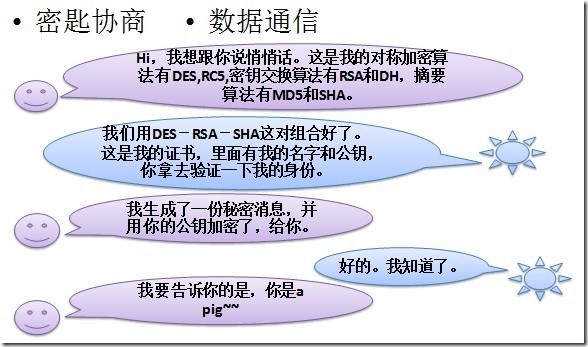 • 密匙协商 • 数据通信
Hi，我想跟你说悄悄话。这是我的对称加密算
法有DES,RC5,密钥交换算法有RSA和DH，摘要
算法有MD5和SHA。
我们用DES－RSA－SHA这对组合好了。
这是我的证书，里面有我的名字和公钥，
你拿去验证一下我的身份。
我生成了一份秘密消息，并
用你的公钥加密了，给你。
好的。我知道了。
我要告诉你的是，你是a
pig~~